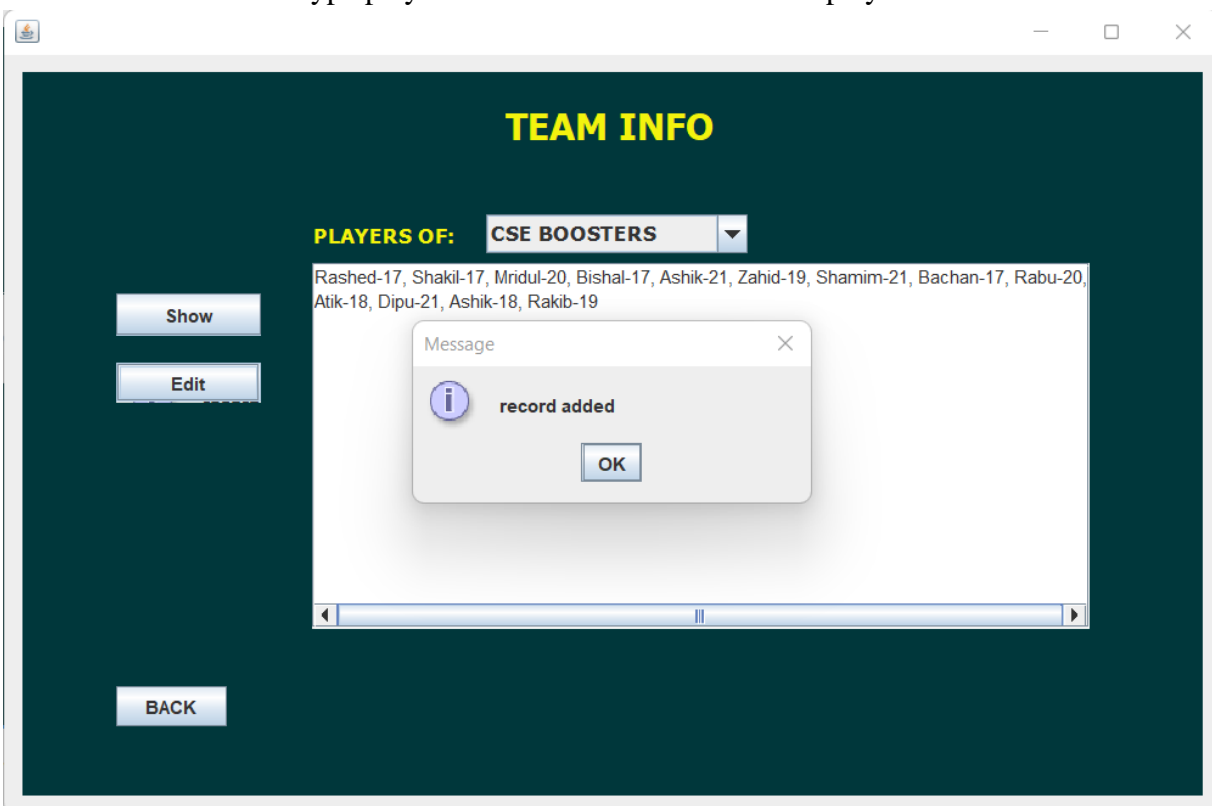 TEAM INFO
PLAYERS OF: CSE BOOSTERS
Rashed-17, Shakil-17, Mridul-20, Bishal-17, Ashik-21, Zahid-19, Shamim-21, Bachan-17, Rabu-20,
Atik-18, Dipu-21, Ashik-18, Rakib-19
Show
Edit
Message
record added
OK
BACK